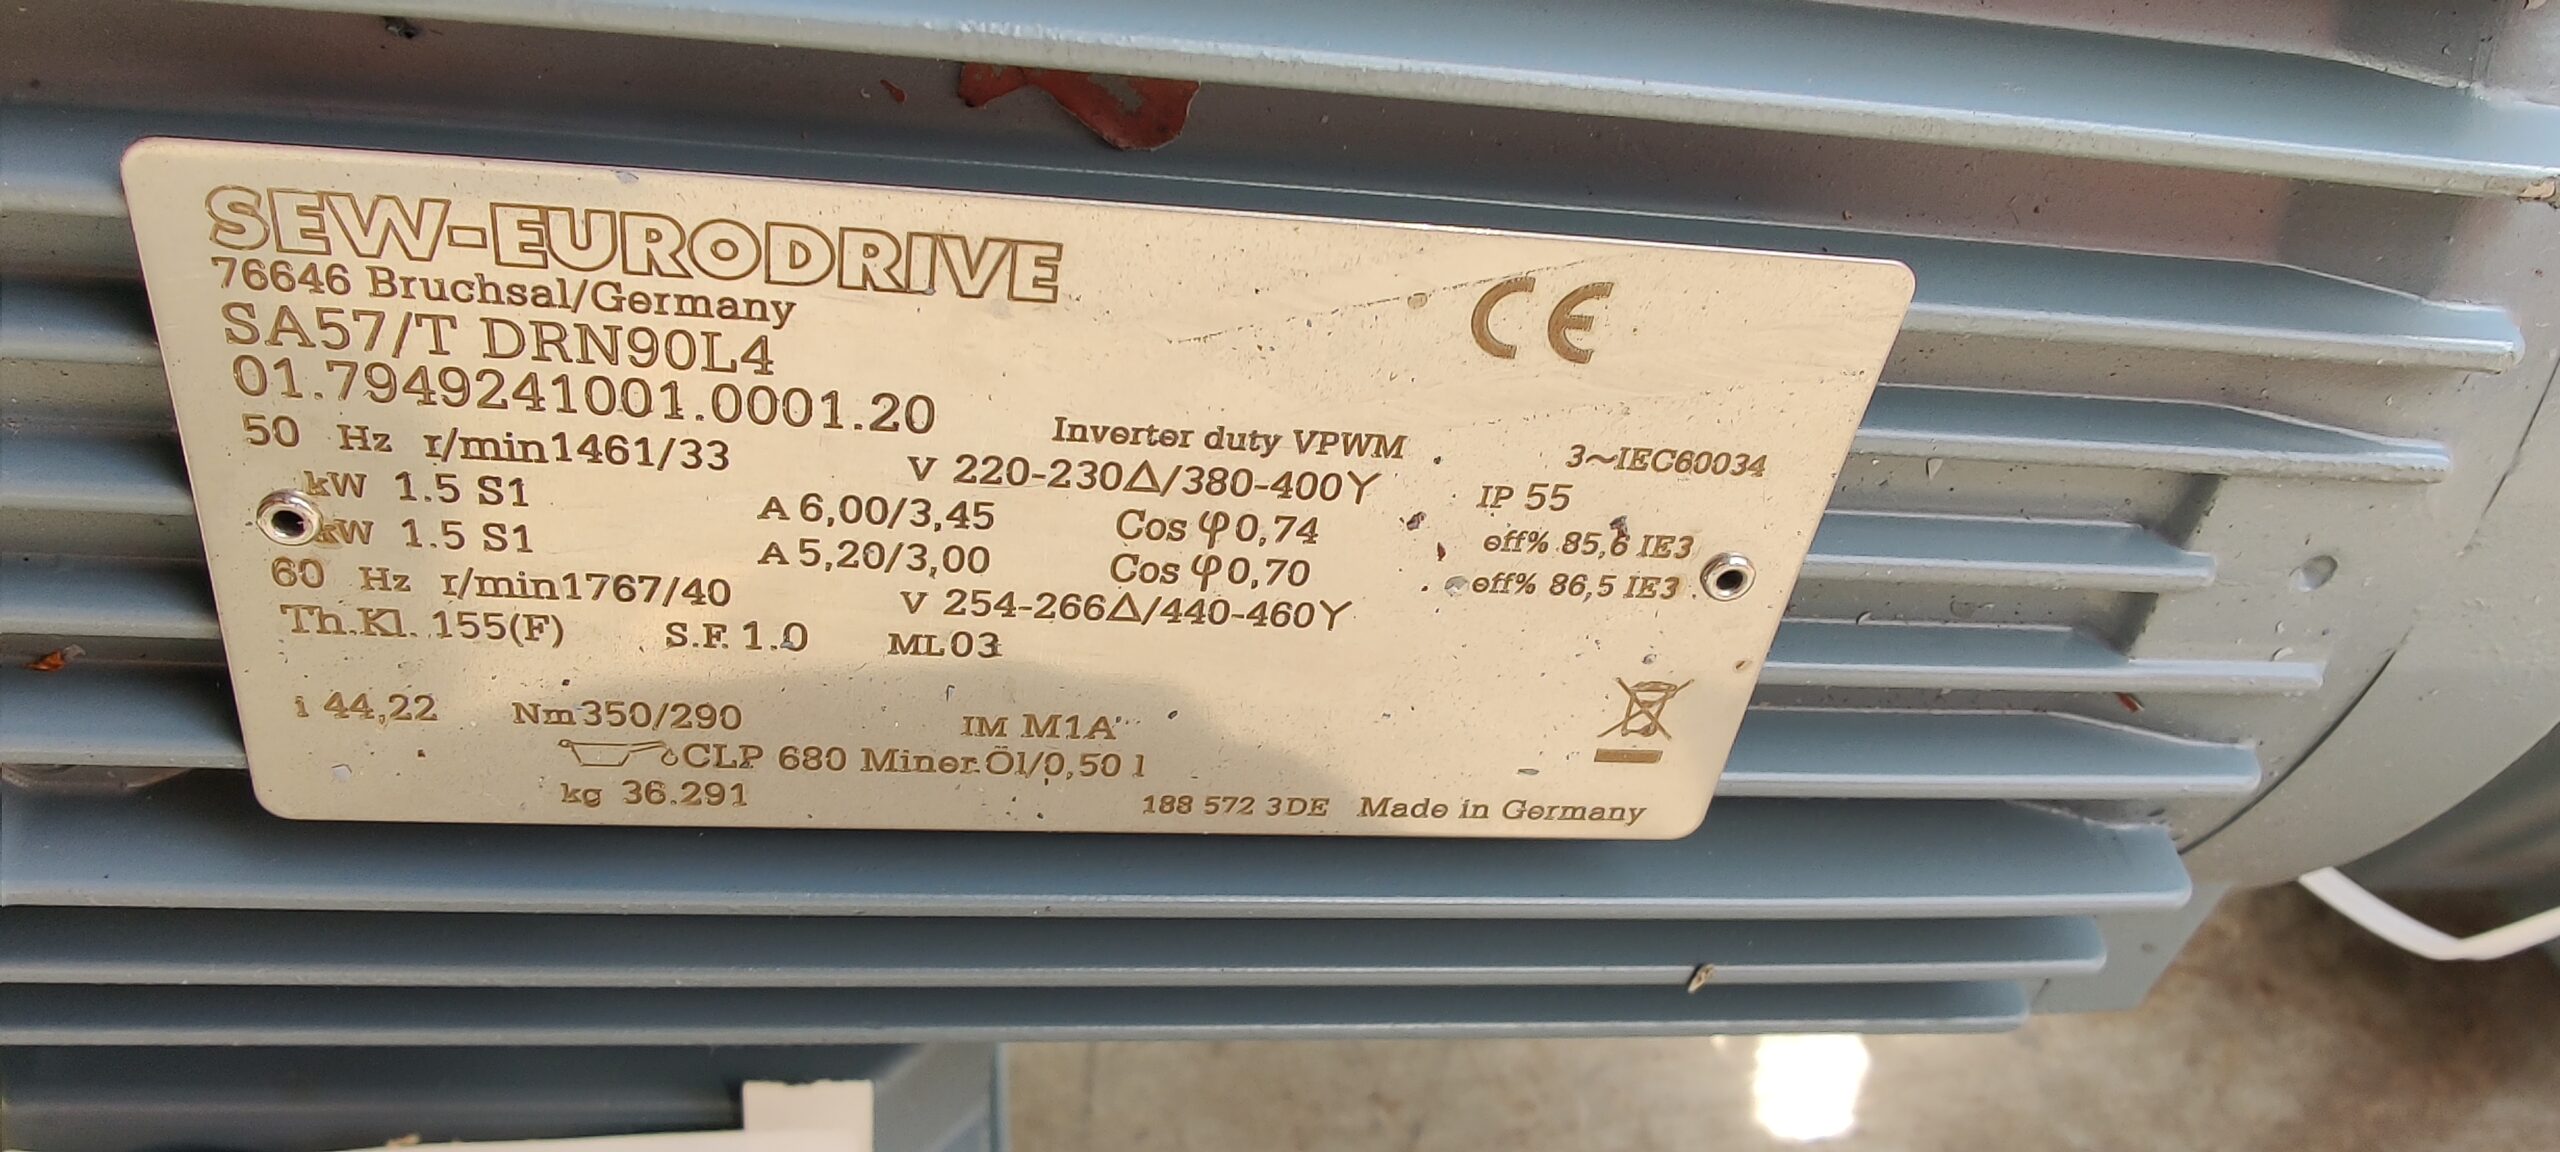 SEW-EURODRIVE
76646 Bruchsal/Germany
CE
SA57/T DRN90L4
01.7949241001.0001.20
Inverter duty VPWM
3~IEC60034
50 Hz r/min1461/33 V 220-230Δ/380-400Y IP 55
kW 1.5 S1 A 6,00/3,45 Cos φ 0,74 eff% 85,6 IE3
kW 1.5 S1 A 5,20/3,00 Cos φ 0,70 eff% 86,5 IE3
60 Hz r/min1767/40 V 254-266Δ/440-460Y
Th.Kl. 155(F) S.F. 1.0 ML03
i 44,22 Nm 350/290 IM M1A
CLP 680 Miner.Öl/0,50 l
kg 36.291
188 572 3DE Made in Germany